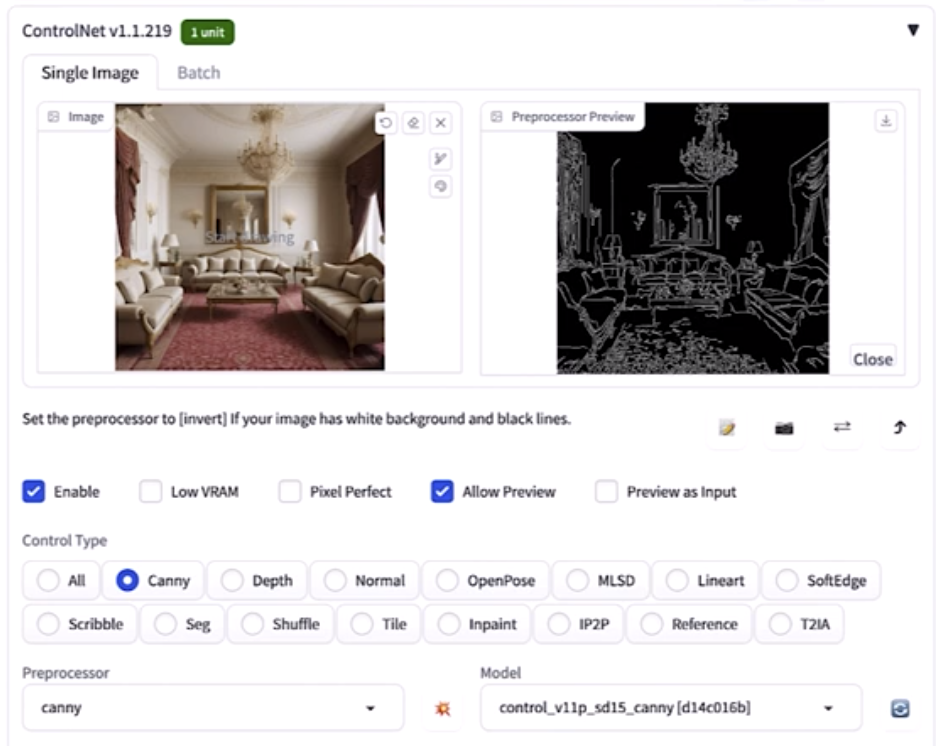 ControlNet v1.1.219 1 unit
Single Image Batch
Image
Preprocessor Preview
Start drawing
Close
Set the preprocessor to [invert] If your image has white background and black lines.
Enable Low VRAM Pixel Perfect Allow Preview Preview as Input
Control Type
All Canny Depth Normal OpenPose MLSD Lineart SoftEdge
Scribble Seg Shuffle Tile Inpaint IP2P Reference T2IA
Preprocessor Model
canny control_v11p_sd15_canny [d14c016b]